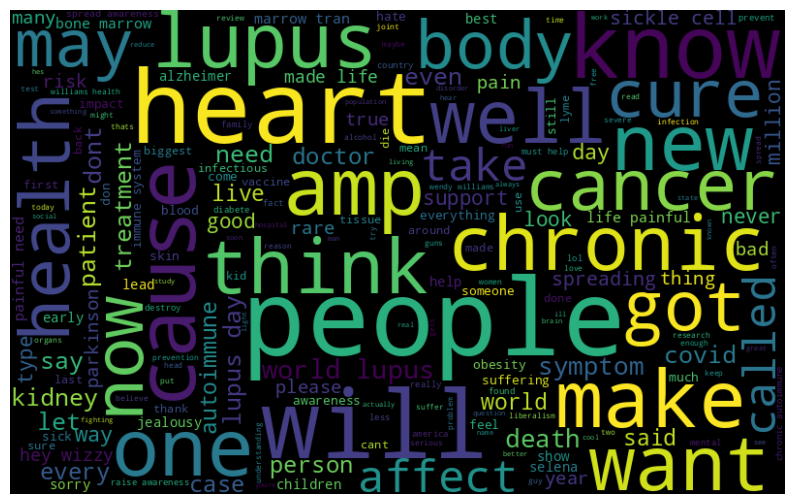 many
spread awareness
review
marrow tran
hate
best
time
work
sickle cell
prevent
may
bone marrow
lupus
body
know
reduce
joint
maybe
hes
country
alzheimer
made life
even
pain
true
risk
heart
well
cure
test
williams health
might
impact
something
population
disorder
hear
free
read
severe
infection
million
back
thats
family
alcohol
die
mean
liver
still
lyme
new
spread
dont
need
doctor
take
day
first
today
biggest
living
must help
infectious
come
vaccine
wendy williams
always
state
don
social
live
amp
support
use
cancer
health
cause
patient
treatment
immune system
blood
diabete
fact
rare
tissue
everything
look
life painful
never
good
around
made
chronic
bad
skin
hospital
reason
man
try
guns
lol
love
known
often
painful need
lead
study
think
kid
help
women
spreading
thing
early
organs
destroy
people
someone
done
ill
brain
research
enough
great
got
called
type
parkinson
now
autoimmune
lupus day
prevention
head
real
light
say
last
put
world lupus
obesity
symptom
covid
kidney
believe
please
really
suffering
found
much
keep
chronic autoimmune
let
jealousy
thank
awareness
actually
suffer
problem
less
world
liberalism
make
fighting
way
sick
cant
america
serious
question
name
feel
two
mental
see
sure
hey wizzy
one
will
understanding
death
said
cool
better
guy
want
every
case
person
children
affect
show
selena
year
sorry
raise awareness